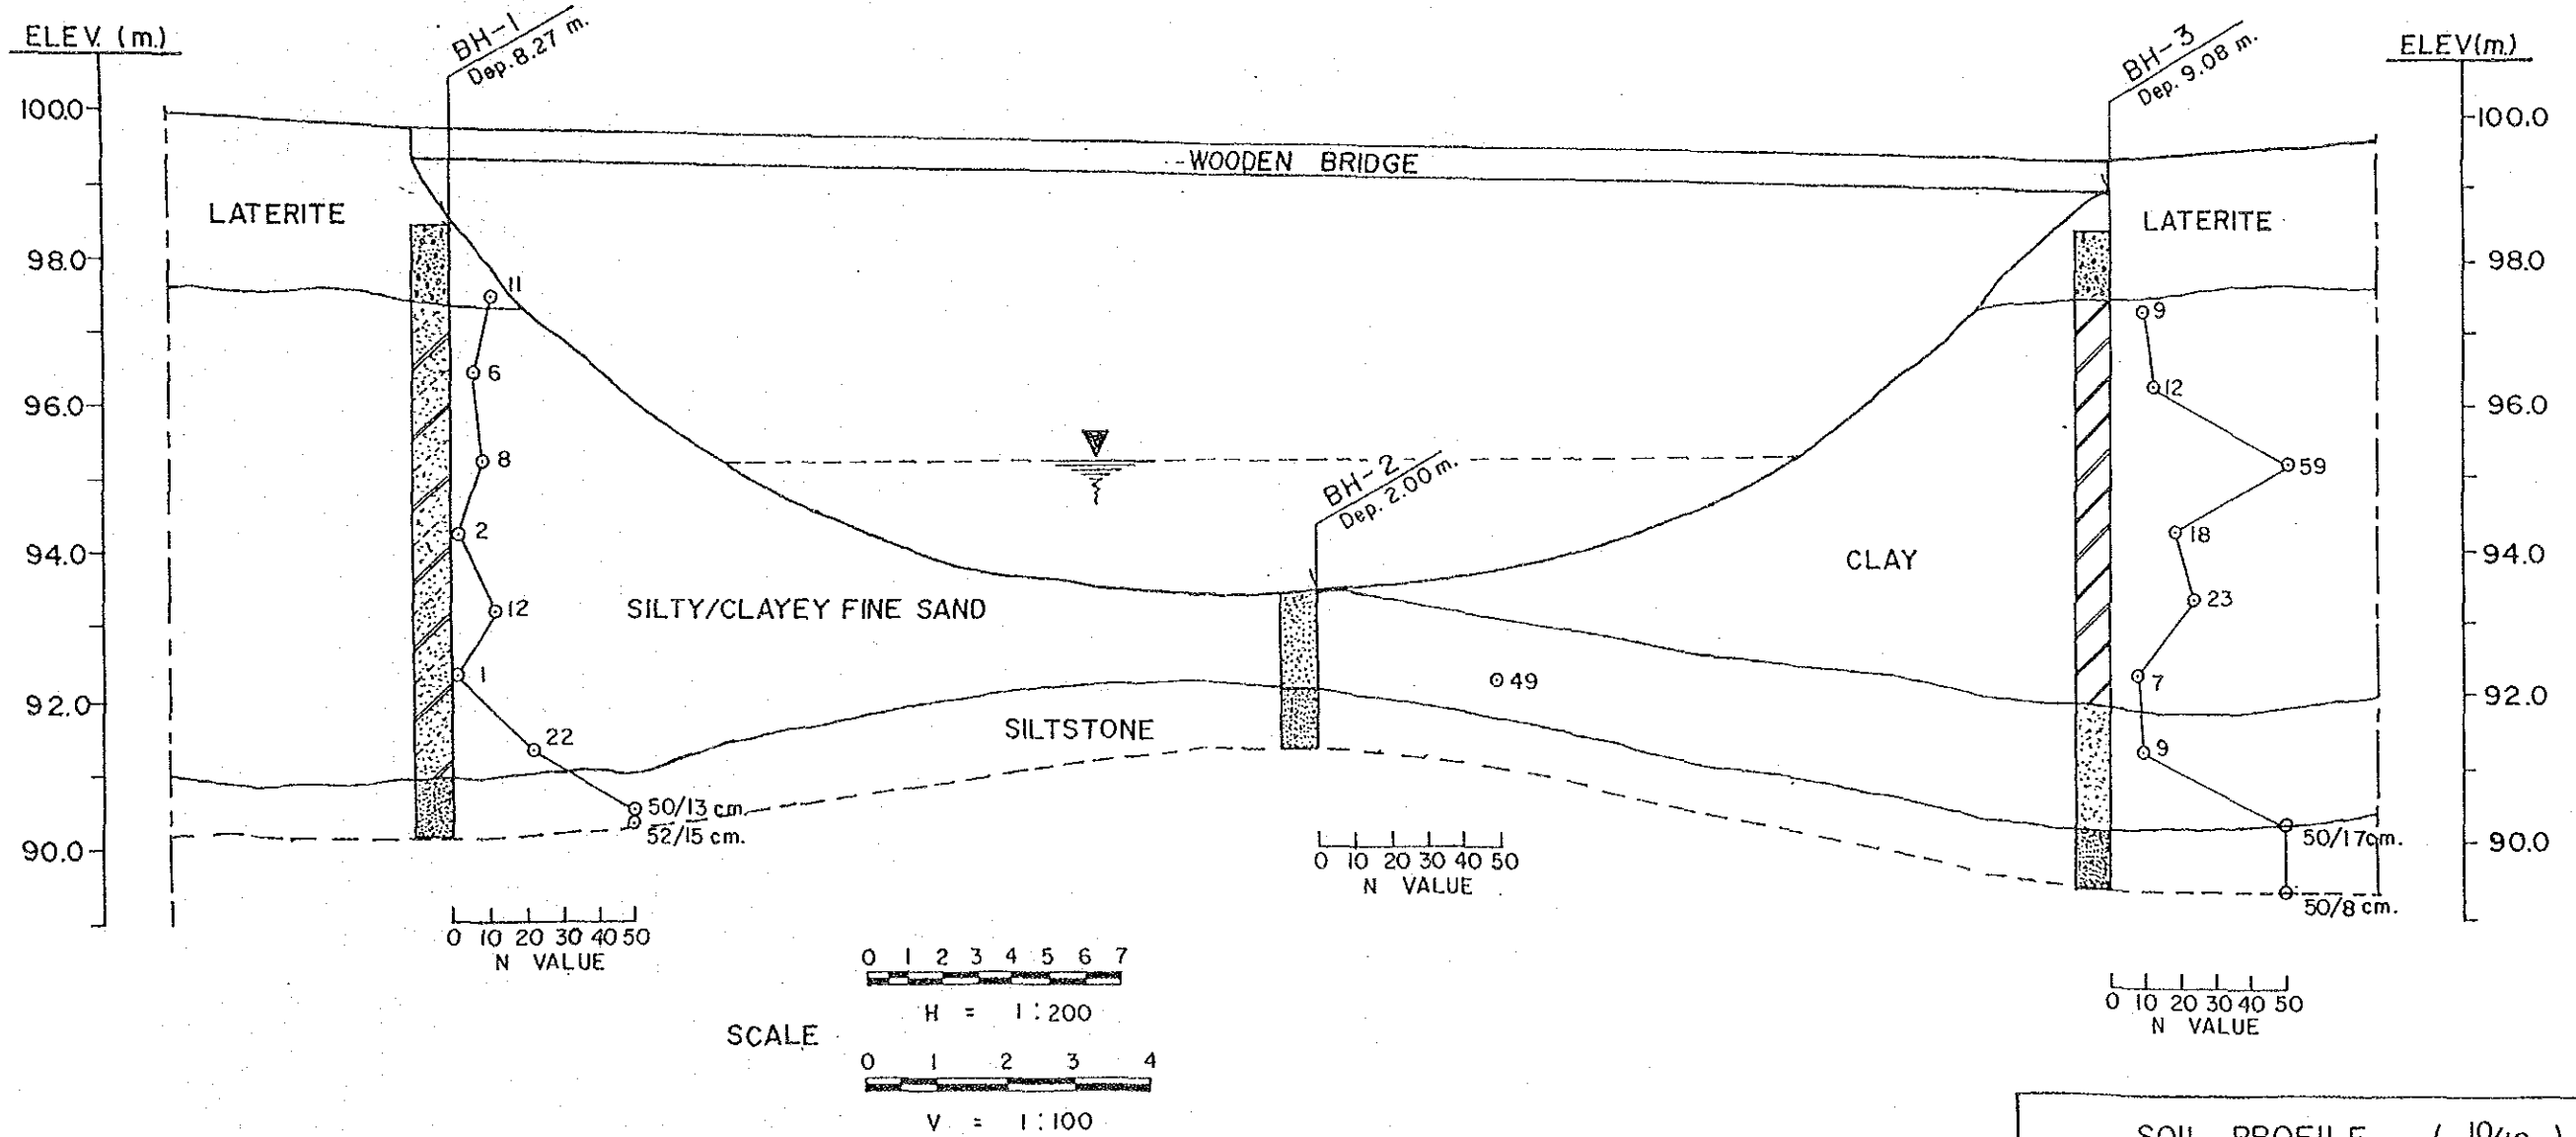 ELEV. (m.)
BH-1
Dep. 8.27 m.
BH-3
Dep. 9.08 m.
ELEV(m.)
100.0
100.0
WOODEN BRIDGE
LATERITE
LATERITE
98.0
98.0
11
9
6
12
96.0
96.0
8
59
BH-2
Dep. 2.00 m.
2
18
94.0
94.0
CLAY
12
SILTY/CLAYEY FINE SAND
23
1
49
7
92.0
92.0
22
SILTSTONE
9
50/13 cm.
52/15 cm.
50/17cm.
90.0
90.0
0 10 20 30 40 50
N VALUE
50/8 cm.
0 10 20 30 40 50
N VALUE
0 1 2 3 4 5 6 7
H = 1:200
0 10 20 30 40 50
N VALUE
SCALE
0 1 2 3 4
V = 1:100
SOIL PROFILE